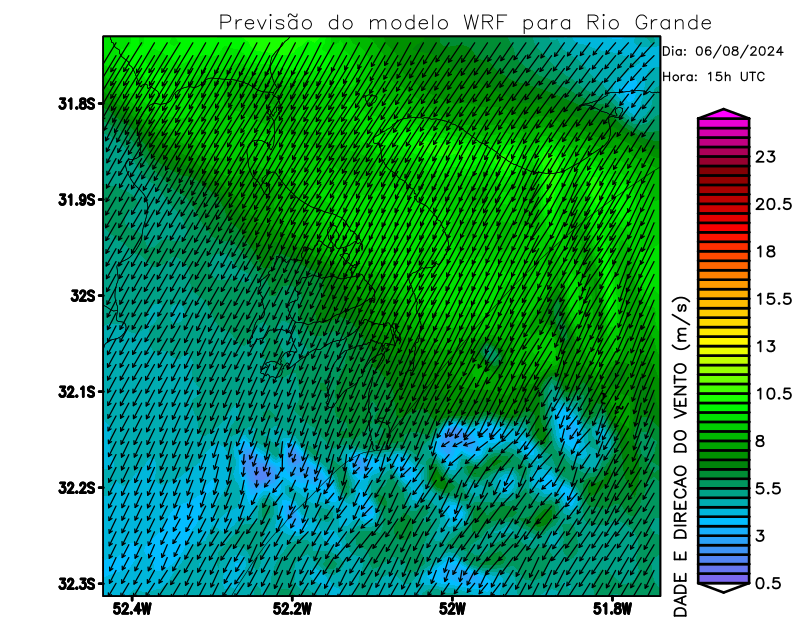 Previsão do modelo WRF para Rio Grande
Dia: 06/08/2024
Hora: 15h UTC
31.8S
31.9S
32S
32.1S
32.2S
32.3S
52.4W
52.2W
52W
51.8W
23
20.5
18
15.5
13
10.5
8
5.5
3
0.5
DADE E DIRECAO DO VENTO (m/s)